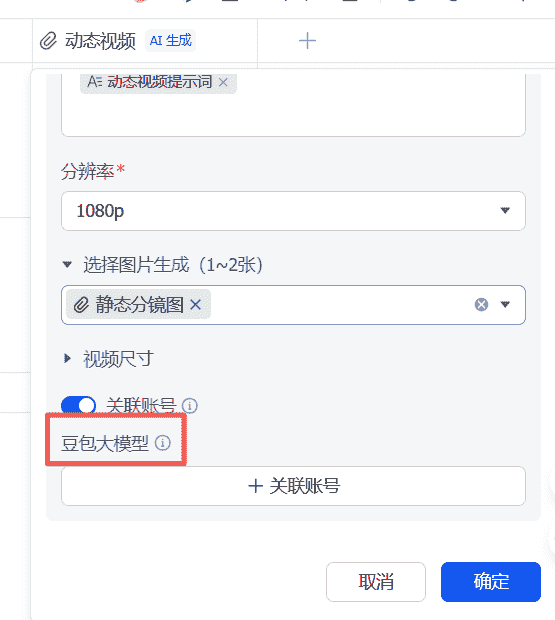 动态视频 AI 生成
A 动态视频提示词 ×
分辨率*
1080p
选择图片生成（1~2张）
静态分镜图 ×
视频尺寸
关联账号
豆包大模型
+ 关联账号
取消 确定